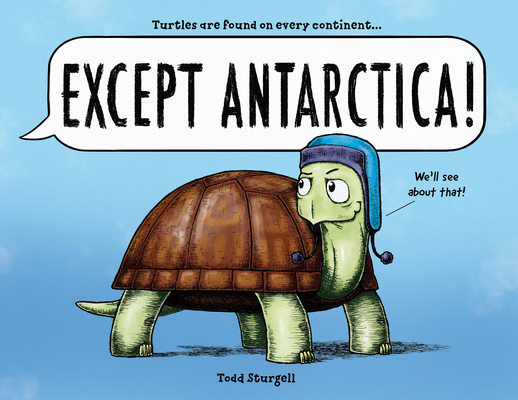 Turtles are found on every continent...
EXCEPT ANTARCTICA!
We'll see
about that!
Todd Sturgell